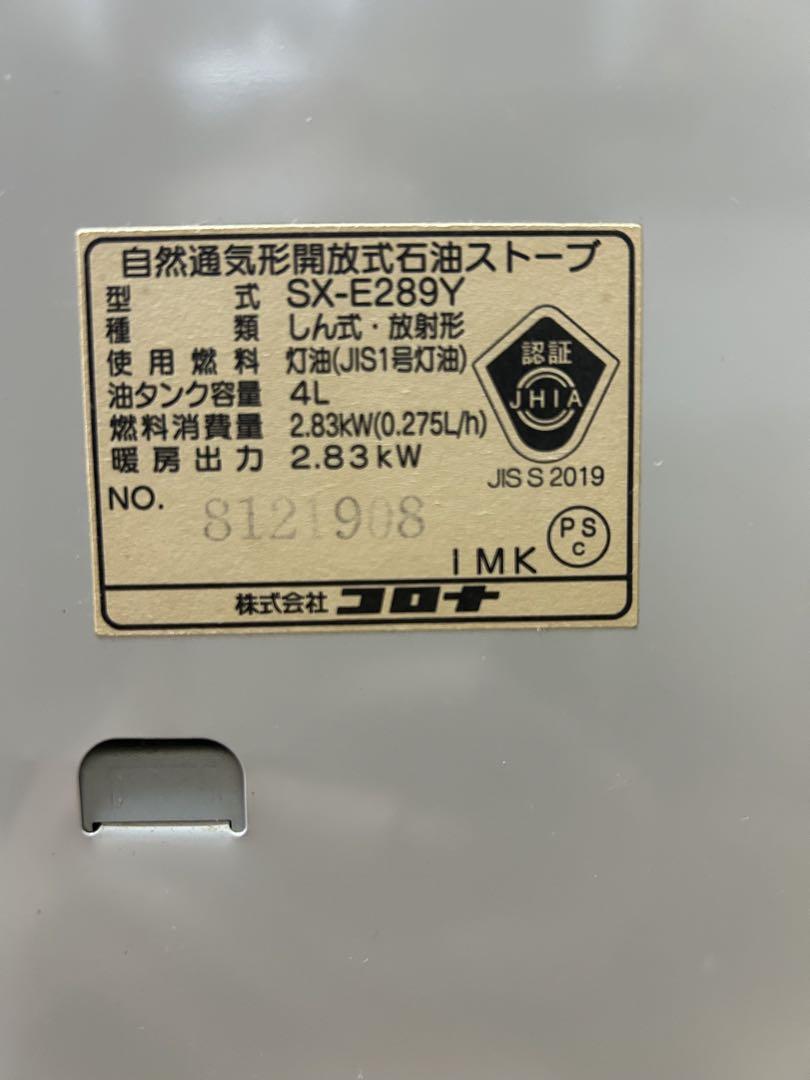 自然通気形開放式石油ストーブ
型式 SX-E289Y
種類 しん式・放射形
使用燃料 灯油(JIS1号灯油)
油タンク容量 4L
燃料消費量 2.83kW(0.275L/h)
暖房出力 2.83kW
認証
JHIA
JIS S 2019
NO. 8121908
IMK
PS
C
株式会社 コロナ